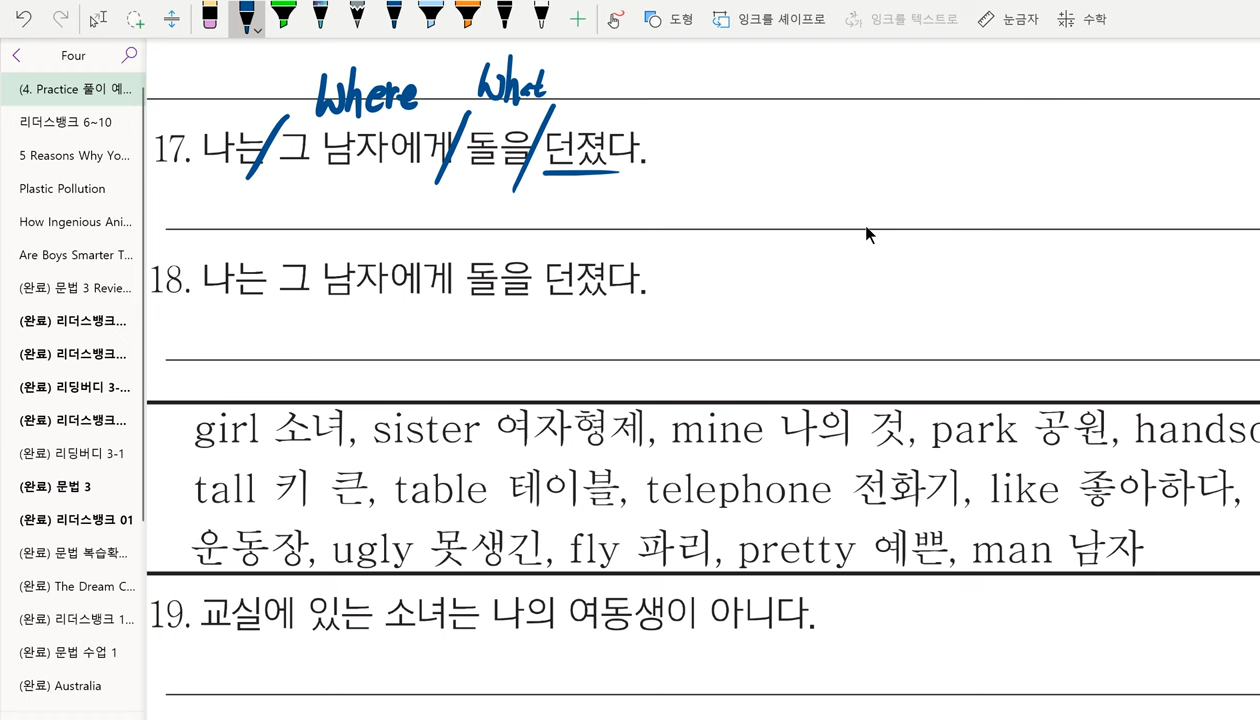 도형 잉크를 셰이프로 잉크를 텍스트로 눈금자 수학
Four
(4. Practice 풀이 예...
리더스뱅크 6~10
5 Reasons Why Yo...
Plastic Pollution
How Ingenious Ani...
Are Boys Smarter T...
(완료) 문법 3 Revie...
(완료) 리더스뱅크...
(완료) 리더스뱅크...
(완료) 리딩버디 3-...
(완료) 리더스뱅크...
(완료) 리딩버디 3-1
(완료) 문법 3
(완료) 리더스뱅크 01
(완료) 문법 복습확...
(완료) The Dream C...
(완료) 리더스뱅크 1...
(완료) 문법 수업 1
(완료) Australia
where what
17. 나는 그 남자에게 돌을 던졌다.
18. 나는 그 남자에게 돌을 던졌다.
girl 소녀, sister 여자형제, mine 나의 것, park 공원, handso
tall 키 큰, table 테이블, telephone 전화기, like 좋아하다,
운동장, ugly 못생긴, fly 파리, pretty 예쁜, man 남자
19. 교실에 있는 소녀는 나의 여동생이 아니다.